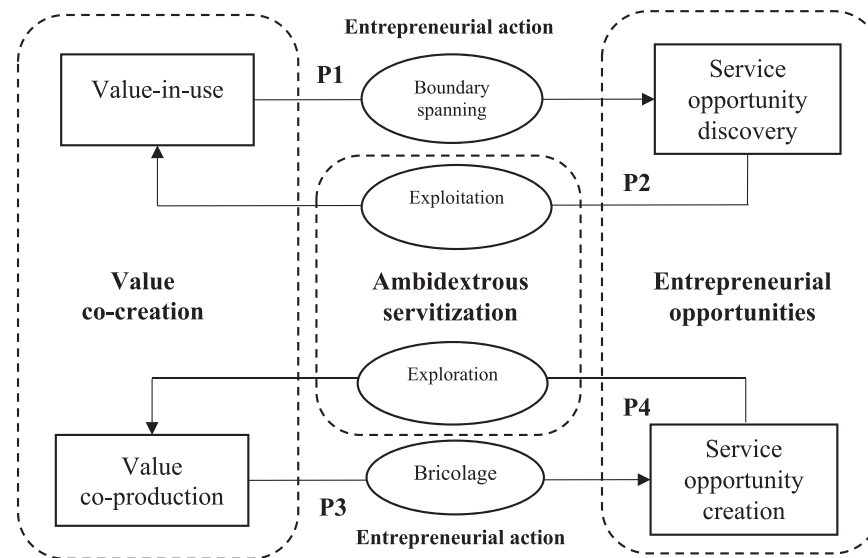 Entrepreneurial action
Value-in-use
P1
Boundary
spanning
Service
opportunity
discovery
Exploitation
P2
Value
co-creation
Ambidextrous
servitization
Entrepreneurial
opportunities
Exploration
P4
Value
co-production
P3
Bricolage
Service
opportunity
creation
Entrepreneurial action